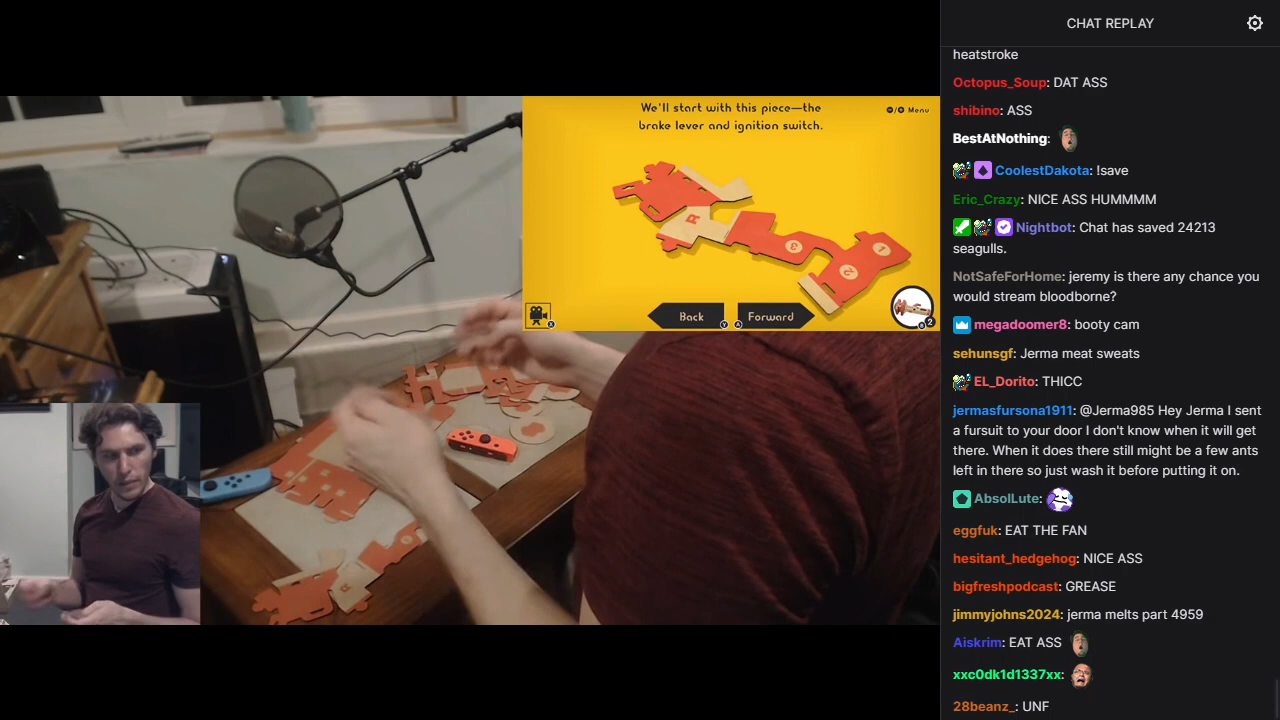 We'll start with this piece—the
brake lever and ignition switch.
⊖/⊕ Menu
R
3
2
1
Back
Forward
X
Y
A
2
CHAT REPLAY
heatstroke
Octopus_Soup: DAT ASS
shibino: ASS
BestAtNothing:
CoolestDakota: !save
Eric_Crazy: NICE ASS HUMMMM
Nightbot: Chat has saved 24213
seagulls.
NotSafeForHome: jeremy is there any chance you
would stream bloodborne?
megadoomer8: booty cam
sehunsgf: Jerma meat sweats
EL_Dorito: THICC
jermasfursona1911: @Jerma985 Hey Jerma I sent
a fursuit to your door I don't know when it will get
there. When it does there still might be a few ants
left in there so just wash it before putting it on.
AbsolLute:
eggfuk: EAT THE FAN
hesitant_hedgehog: NICE ASS
bigfreshpodcast: GREASE
jimmyjohns2024: jerma melts part 4959
Aiskrim: EAT ASS
xxc0dk1d1337xx:
28beanz_: UNF